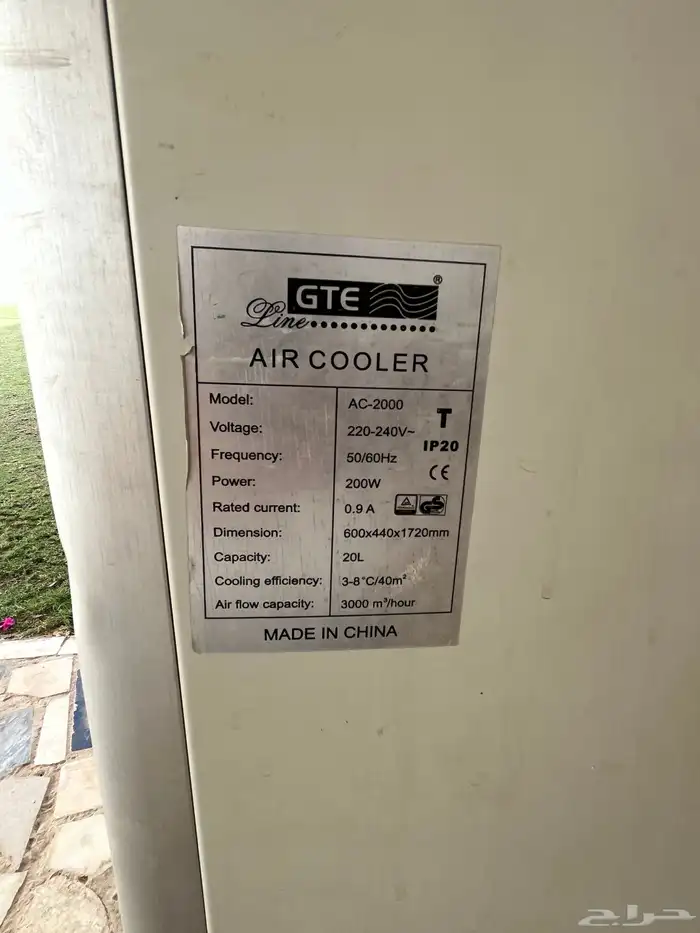 GTE ®
Line
AIR COOLER
Model: AC-2000
Voltage: 220-240V~
Frequency: 50/60Hz
Power: 200W
Rated current: 0.9 A
Dimension: 600x440x1720mm
Capacity: 20L
Cooling efficiency: 3-8°C/40m²
Air flow capacity: 3000 m³/hour
T
IP20
CE
MADE IN CHINA
حراج